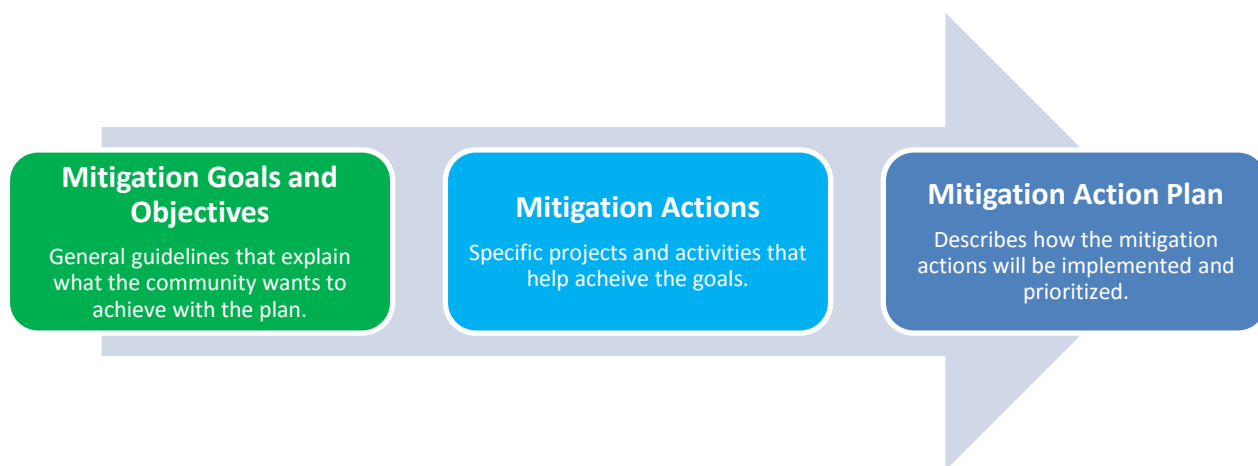 Mitigation Goals and
Objectives
General guidelines that explain
what the community wants to
achieve with the plan.
Mitigation Actions
Specific projects and activities that
help acheive the goals.
Mitigation Action Plan
Describes how the mitigation
actions will be implemented and
prioritized.